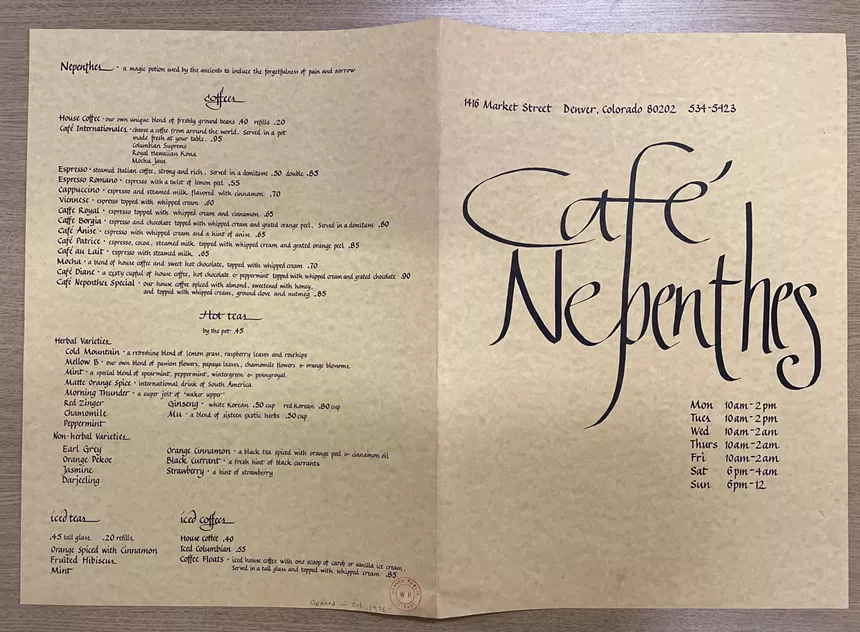 Nepenthes · a magic potion used by the ancients to induce the forgetfulness of pain and sorrow
coffees
House Coffee · our own unique blend of freshly ground beans .40 refills .20
Café Internationales · choose a coffee from around the world. Served in a pot
made fresh at your table. .95
Columbian Supremo
Royal Hawaiian Kona
Mocha Java
Espresso · steamed Italian coffee, strong and rich. Served in a demitasse .50 double .85
Espresso Romano · espresso with a twist of lemon peel .55
Cappuccino · espresso and steamed milk flavored with cinnamon .70
Viennese · espresso topped with whipped cream .60
Caffe Royal · espresso topped with whipped cream and cinnamon .65
Caffe Borgia · espresso and chocolate topped with whipped cream and grated orange peel. Served in a demitasse .80
Café Anise · espresso with whipped cream and a hint of anise .65
Café Patrice · espresso, cocoa, steamed milk, topped with whipped cream and grated orange peel .85
Café au Lait · espresso with steamed milk .65
Mocha · a blend of house coffee and sweet hot chocolate, topped with whipped cream .70
Café Diane · a zesty cupful of house coffee, hot chocolate & peppermint topped with whipped cream and grated chocolate .90
Café Nepenthes Special · our house coffee spiced with almond, sweetened with honey,
and topped with whipped cream, ground clove and nutmeg .85
Hot teas
by the pot .45
Herbal Varieties
Cold Mountain · a refreshing blend of lemon grass, raspberry leaves and rosehips
Mellow B · our own blend of passion flowers, papaya leaves, chamomile flowers & orange blossoms
Mint · a special blend of spearmint, peppermint, wintergreen & pennyroyal
Matte Orange Spice · international drink of South America
Morning Thunder · a super jolt of "waker upper"
Red Zinger Ginseng · white Korean .50 cup red Korean .80 cup
Chamomile Mu · a blend of sixteen exotic herbs .50 cup
Peppermint
Non-herbal Varieties
Earl Grey Orange Cinnamon · a black tea spiced with orange peel & cinnamon oil
Orange Pekoe Black Currant · a fresh hint of black currants
Jasmine Strawberry · a hint of strawberry
Darjeeling
iced teas
.45 tall glass .20 refills
Orange Spiced with Cinnamon
Fruited Hibiscus
Mint
iced coffees
House Coffee .40
Iced Columbian .55
Coffee Floats · iced house coffee with one scoop of carob or vanilla ice cream.
Served in a tall glass and topped with whipped cream .85
Opened in Oct. 1976
WH
1416 Market Street Denver, Colorado 80202 534-5423
Café
Nepenthes
Mon 10am-2pm
Tues 10am-2pm
Wed 10am-2am
Thurs 10am-2am
Fri 10am-2am
Sat 6pm-4am
Sun 6pm-12